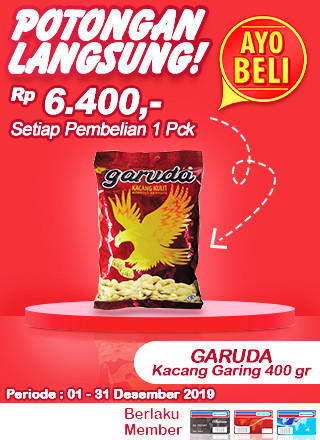 POTONGAN
LANGSUNG!
AYO
BELI
Rp 6.400,-
Setiap Pembelian 1 Pck
garuda
KACANG KULIT
GARUDA
Kacang Garing 400 gr
Periode : 01 - 31 Desember 2019
Berlaku
Member